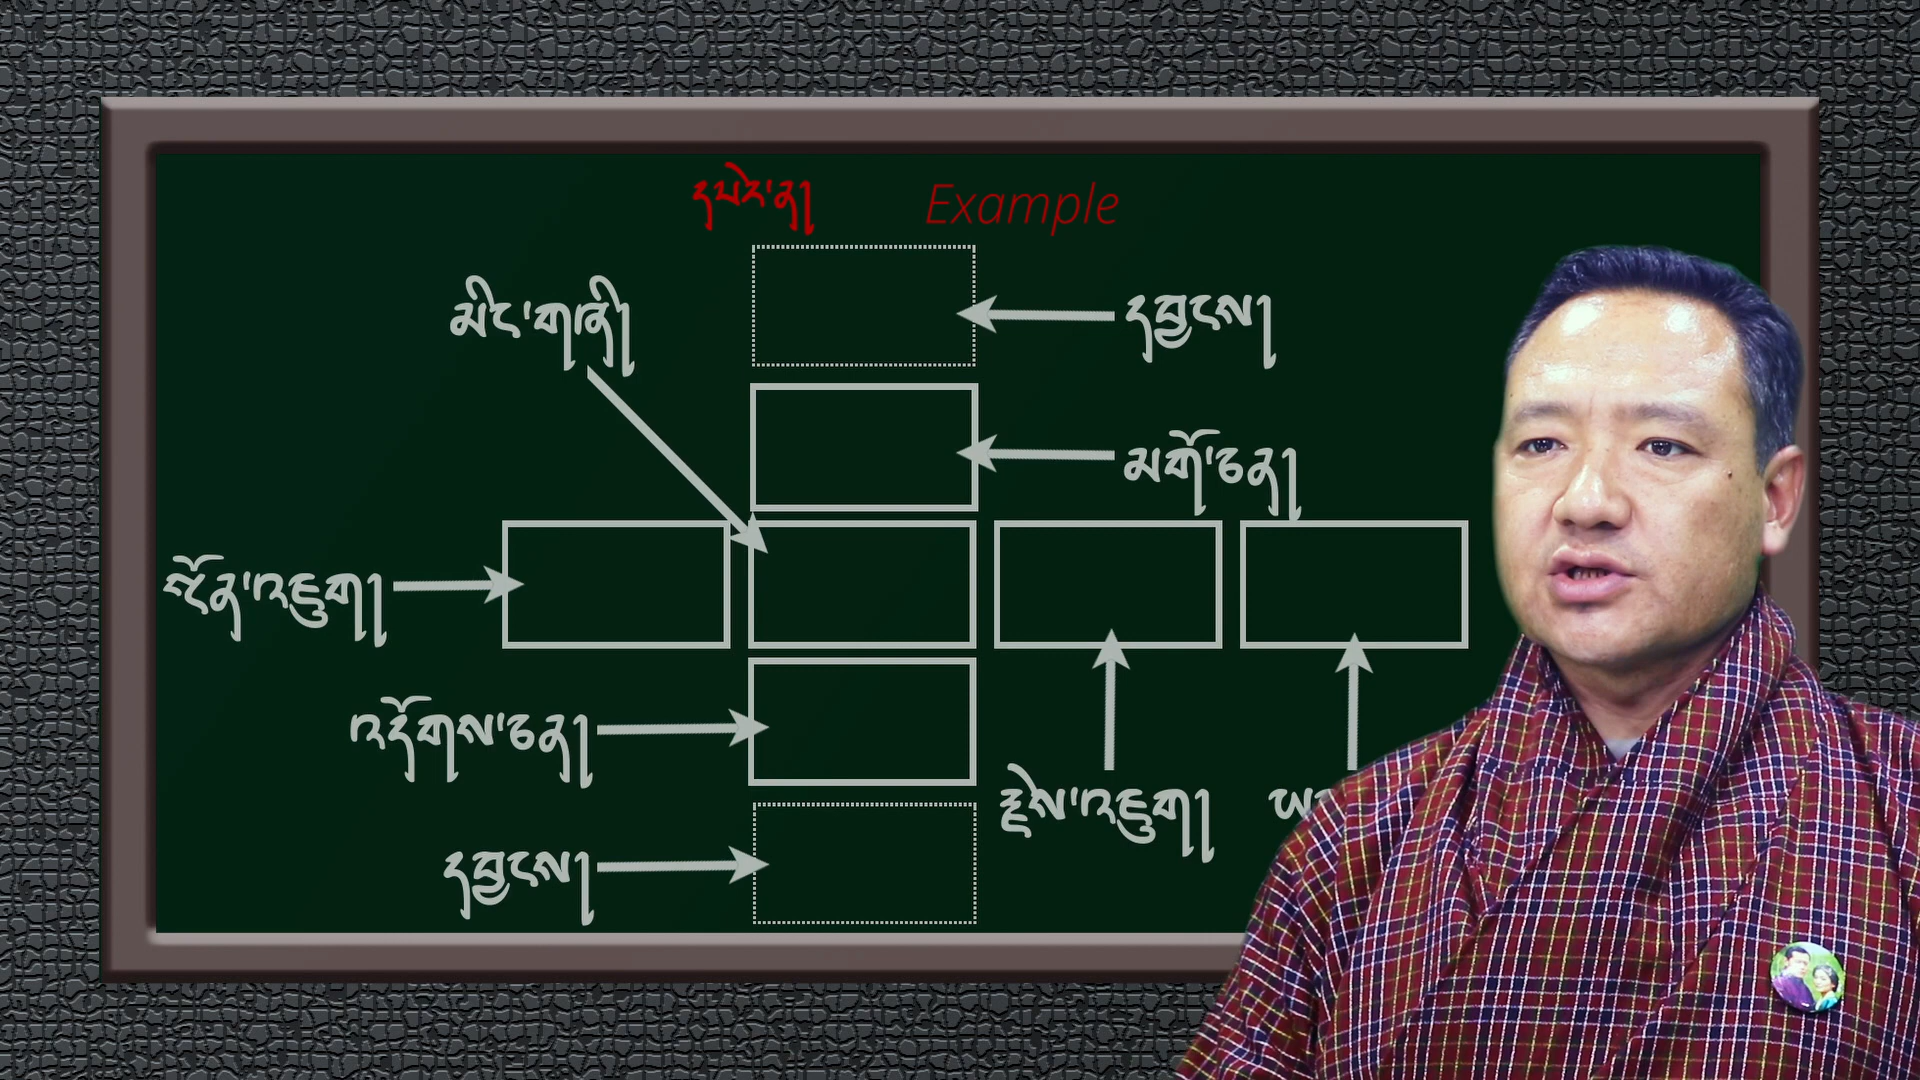 དཔེར་ན། Example
མིང་གཞི།
དབྱངས།
མགོ་ཅན།
སྔོན་འཇུག།
འདོགས་ཅན།
རྗེས་འཇུག།
དབྱངས།